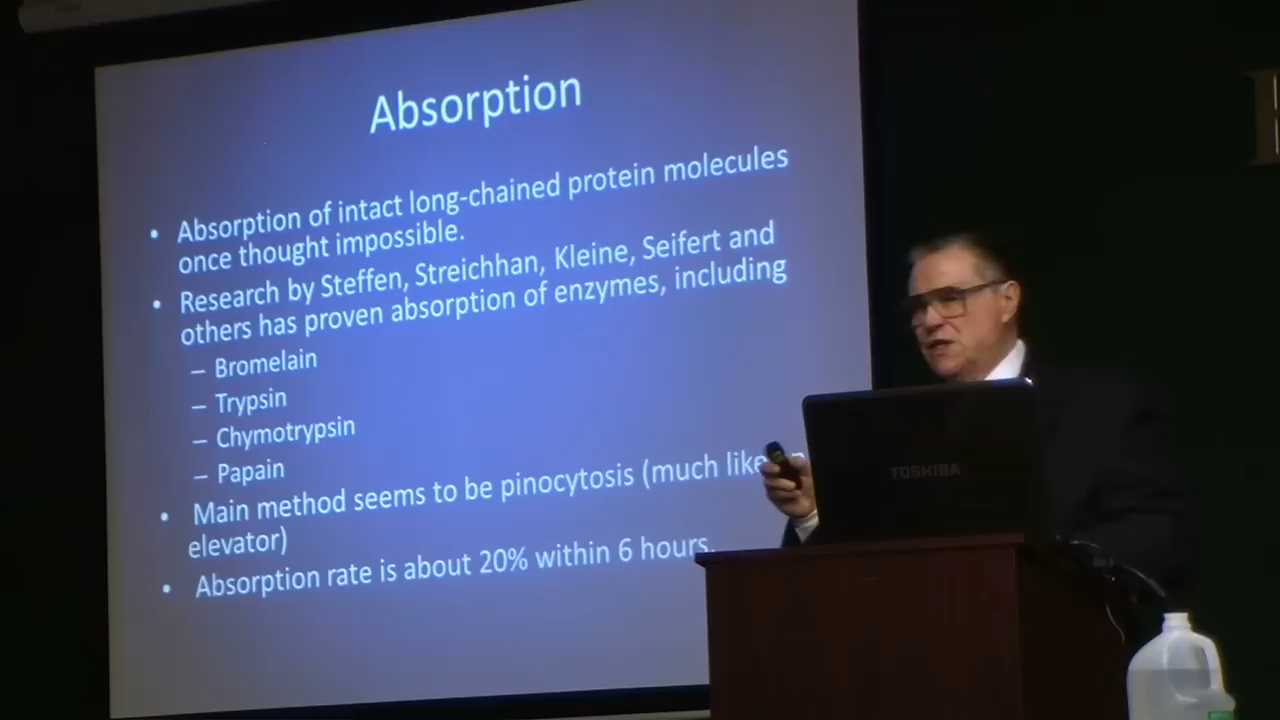 Absorption
• Absorption of intact long-chained protein molecules
once thought impossible.
• Research by Steffen, Streichhan, Kleine, Seifert and
others has proven absorption of enzymes, including
– Bromelain
– Trypsin
– Chymotrypsin
– Papain
• Main method seems to be pinocytosis (much like
elevator)
• Absorption rate is about 20% within 6 hours.
TOSHIBA